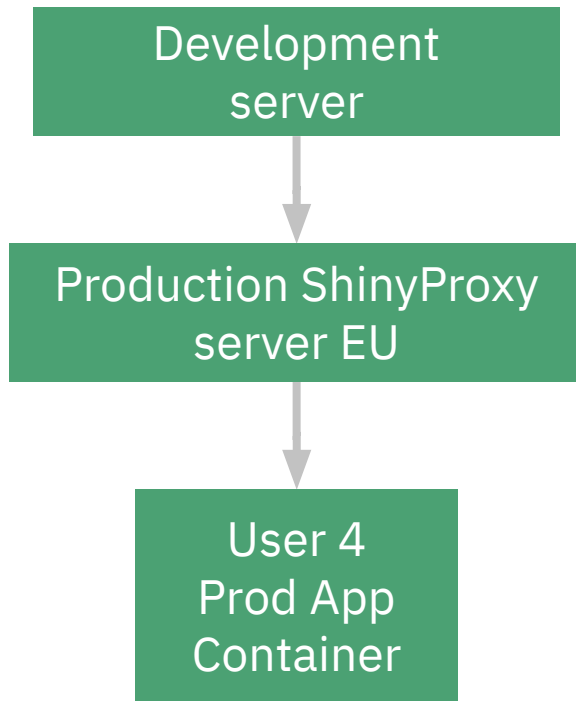 Development
server
Production ShinyProxy
server EU
User 4
Prod App
Container